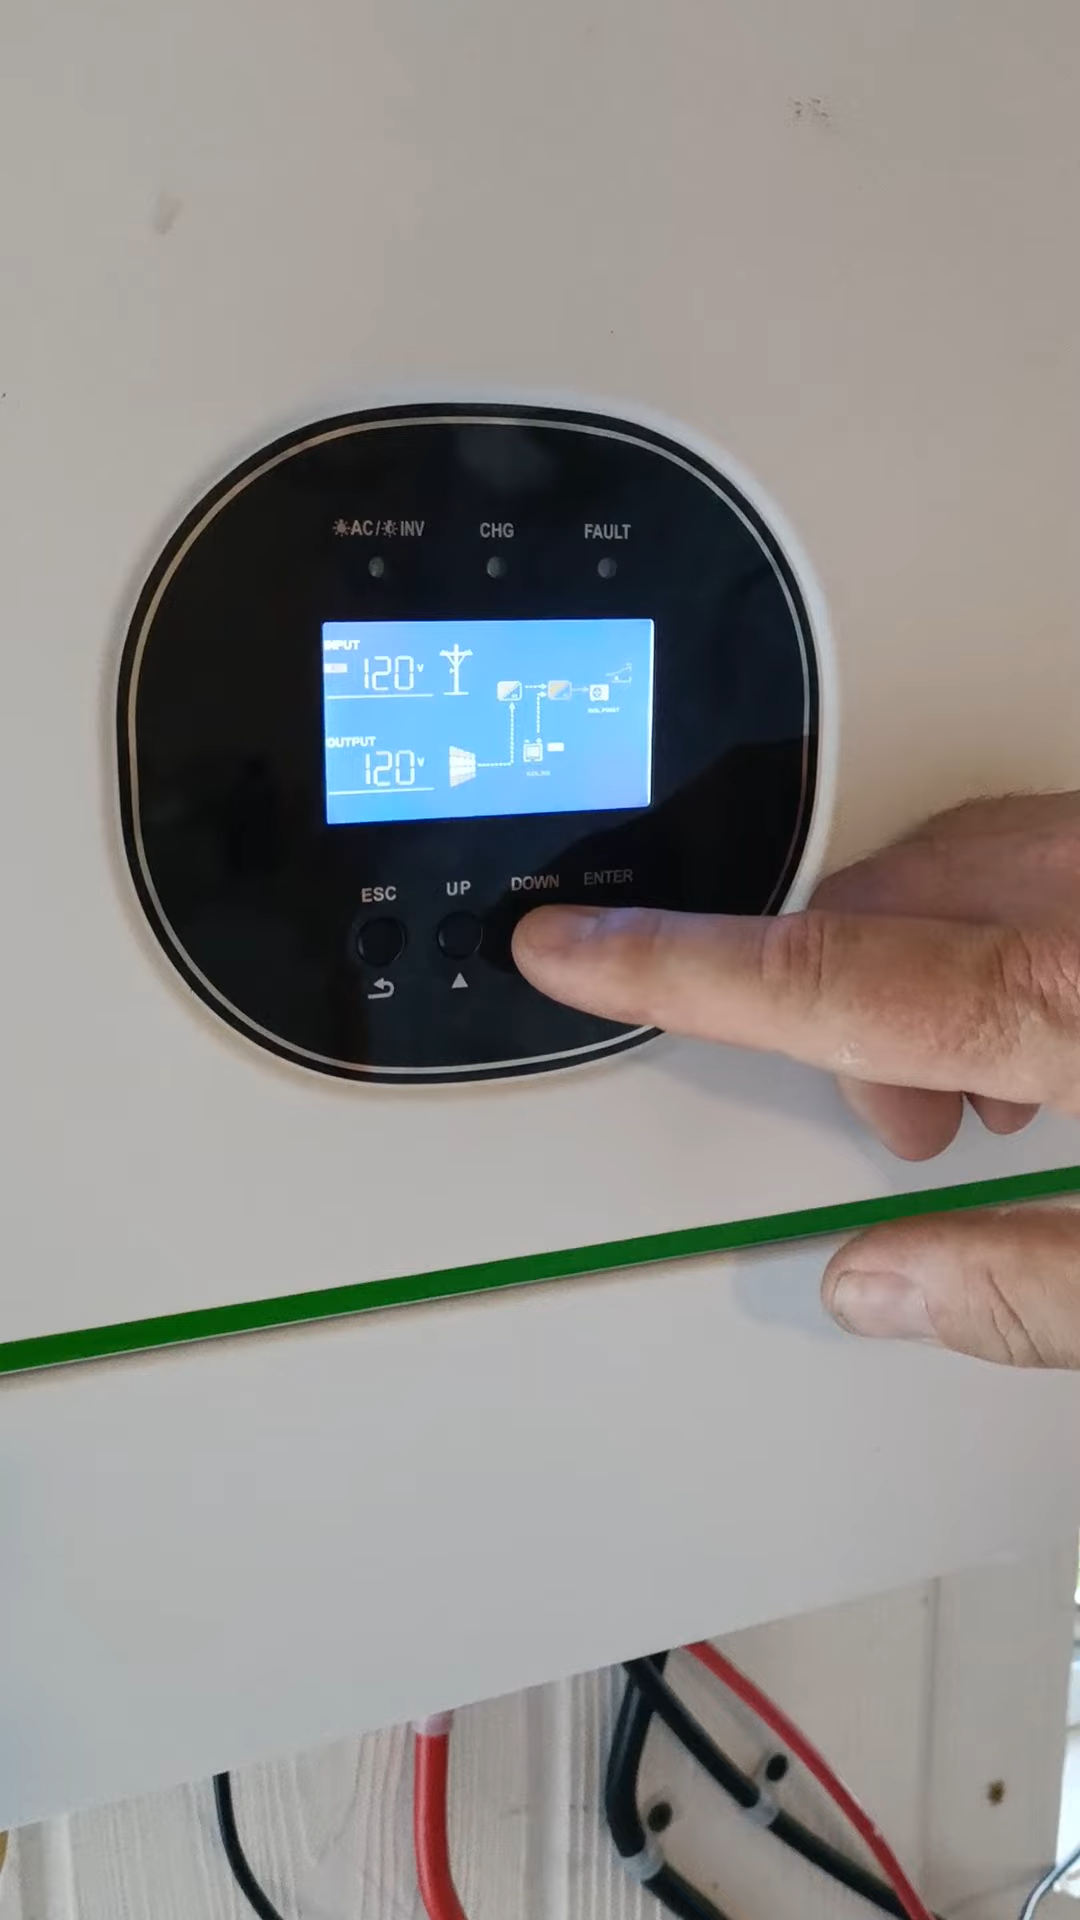 AC/ INV CHG FAULT
INPUT
120V
OUTPUT
120V
ESC UP DOWN ENTER